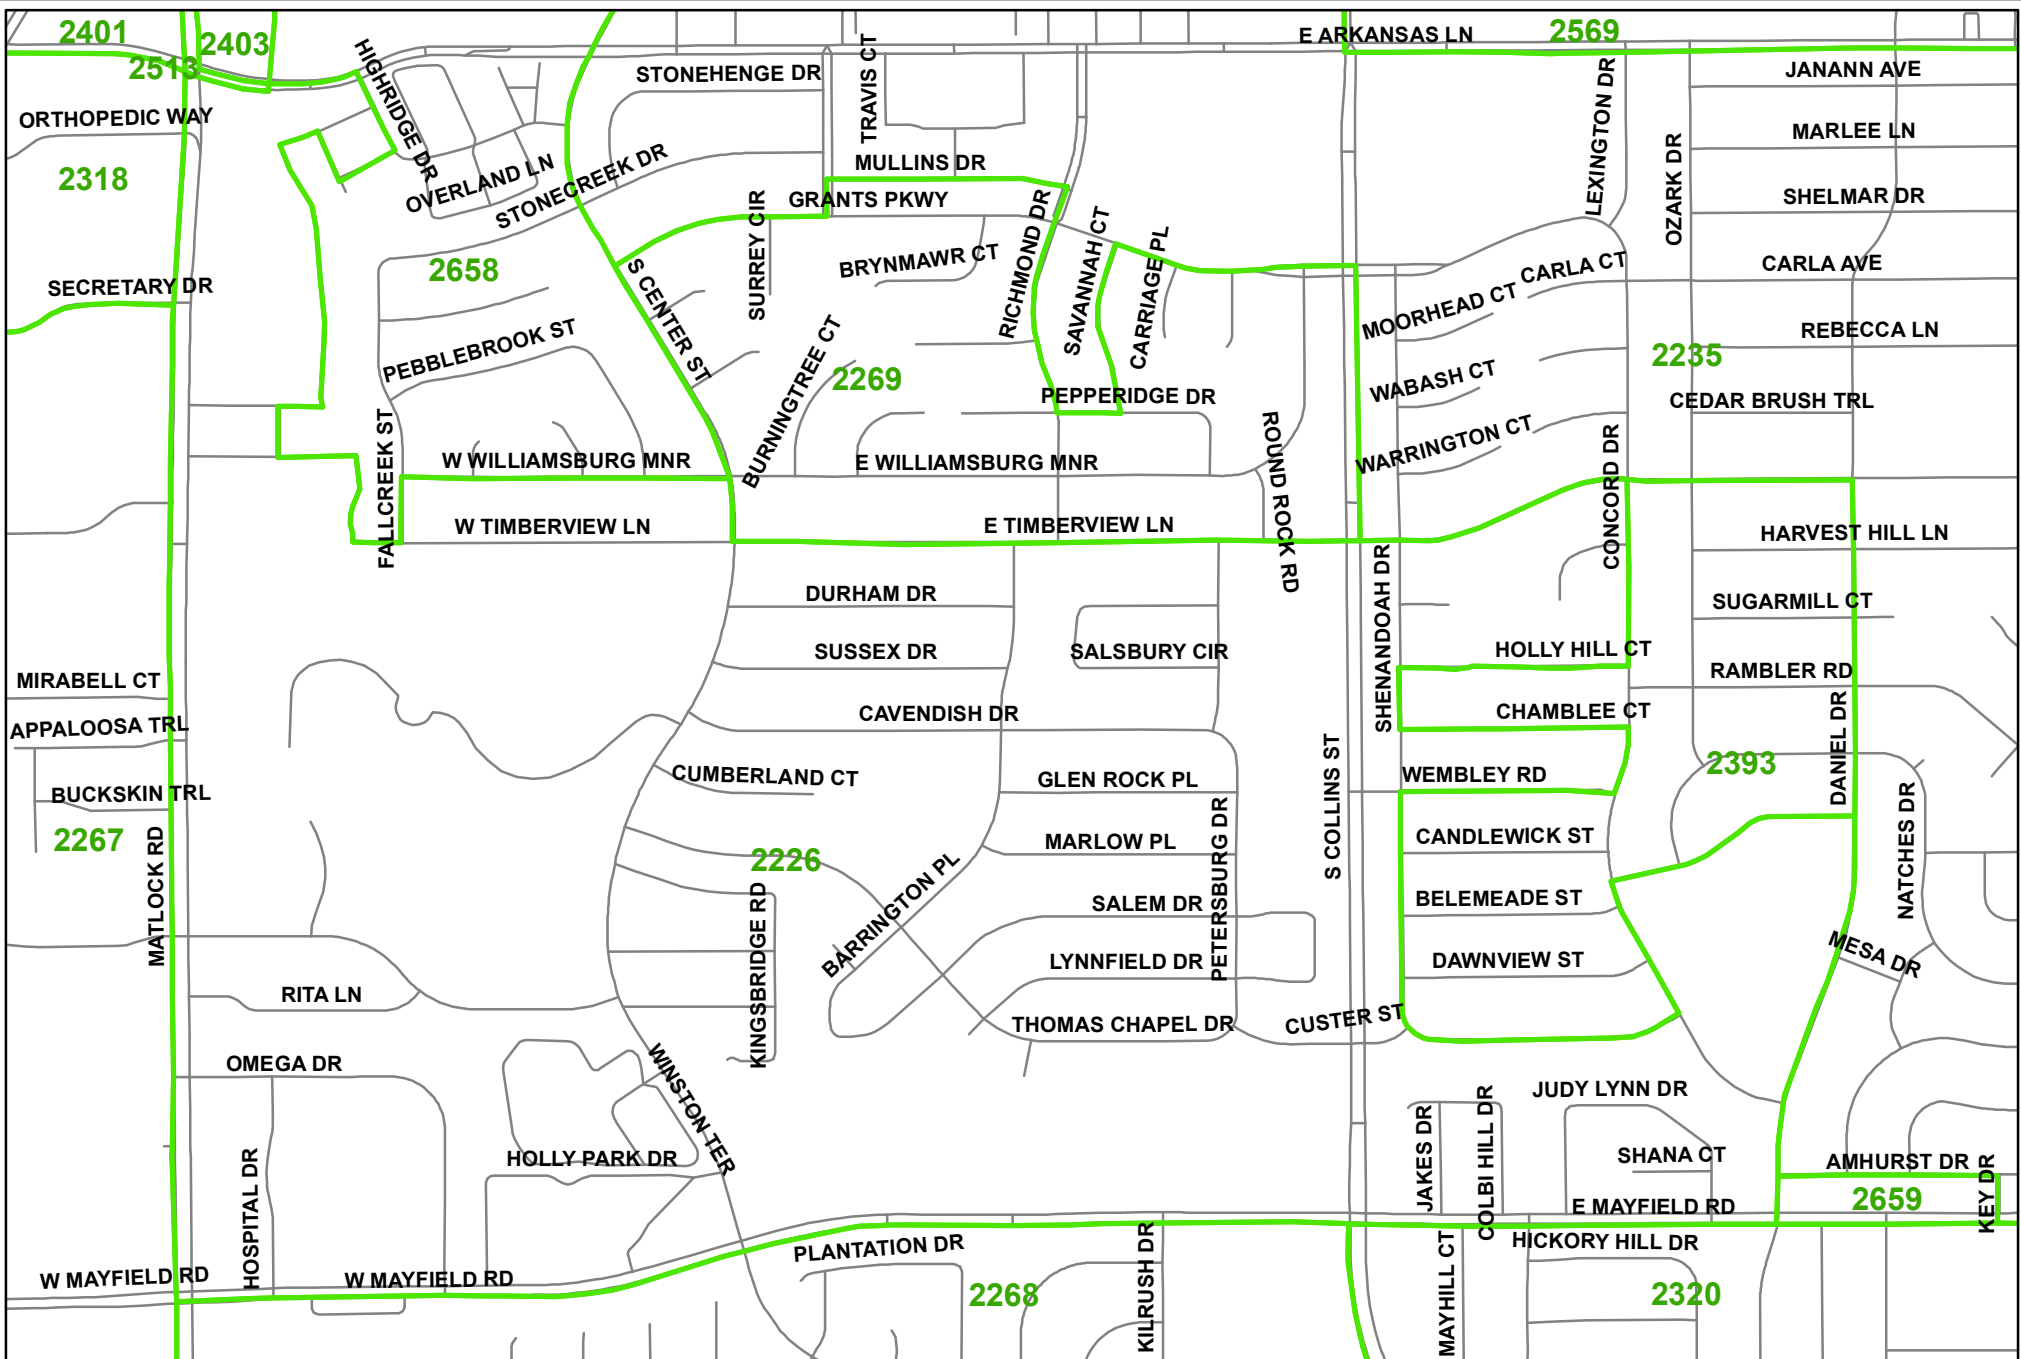 2401
2403
2513
E ARKANSAS LN
2569
HIGHRIDGE DR
STONEHENGE DR
TRAVIS CT
LEXINGTON DR
JANANN AVE
ORTHOPEDIC WAY
MARLEE LN
OZARK DR
2318
OVERLAND LN
STONECREEK DR
MULLINS DR
GRANTS PKWY
SHELMAR DR
SURREY CIR
RICHMOND DR
SAVANNAH CT
CARRIAGE PL
2658
BRYNMAWR CT
CARLA CT
CARLA AVE
SECRETARY DR
S CENTER ST
MOORHEAD CT
REBECCA LN
PEBBLEBROOK ST
BURNINGTREE CT
2269
2235
WABASH CT
PEPPERIDGE DR
CEDAR BRUSH TRL
FALLCREEK ST
W WILLIAMSBURG MNR
E WILLIAMSBURG MNR
ROUND ROCK RD
WARRINGTON CT
CONCORD DR
W TIMBERVIEW LN
E TIMBERVIEW LN
HARVEST HILL LN
DURHAM DR
SHENANDOAH DR
SUGARMILL CT
SUSSEX DR
SALSBURY CIR
HOLLY HILL CT
RAMBLER RD
MIRABELL CT
APPALOOSA TRL
CAVENDISH DR
CHAMBLEE CT
DANIEL DR
S COLLINS ST
CUMBERLAND CT
GLEN ROCK PL
WEMBLEY RD
2393
BUCKSKIN TRL
2267
MATLOCK RD
2226
MARLOW PL
PETERSBURG DR
CANDLEWICK ST
NATCHES DR
KINGSBRIDGE RD
BARRINGTON PL
SALEM DR
BELEMEADE ST
LYNNFIELD DR
DAWNVIEW ST
MESA DR
RITA LN
THOMAS CHAPEL DR
CUSTER ST
OMEGA DR
WINSTON TER
JUDY LYNN DR
JAKES DR
COLBI HILL DR
HOLLY PARK DR
SHANA CT
AMHURST DR
HOSPITAL DR
E MAYFIELD RD
2659
KEY DR
PLANTATION DR
KILRUSH DR
MAYHILL CT
HICKORY HILL DR
W MAYFIELD RD
W MAYFIELD RD
2268
2320